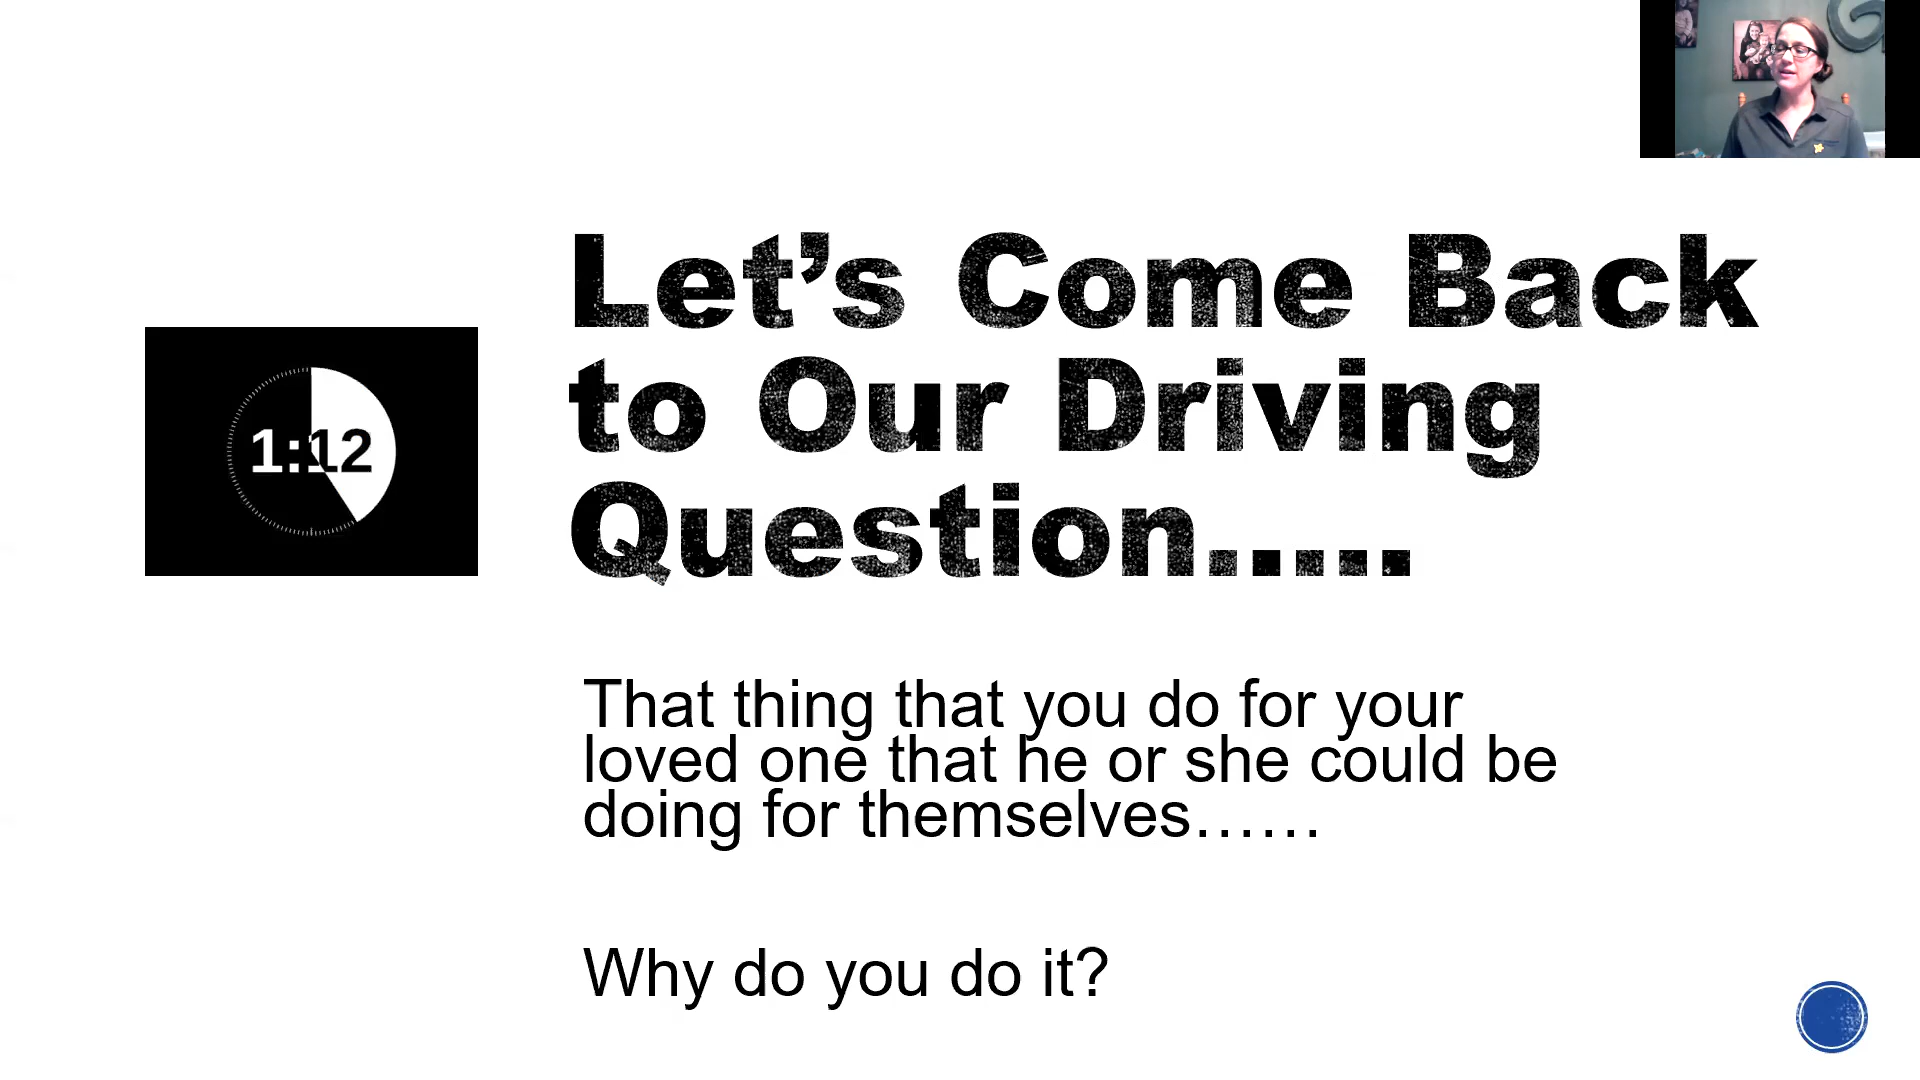 Let's Come Back
to Our Driving
Question.....
1:12
That thing that you do for your
loved one that he or she could be
doing for themselves……
Why do you do it?
G